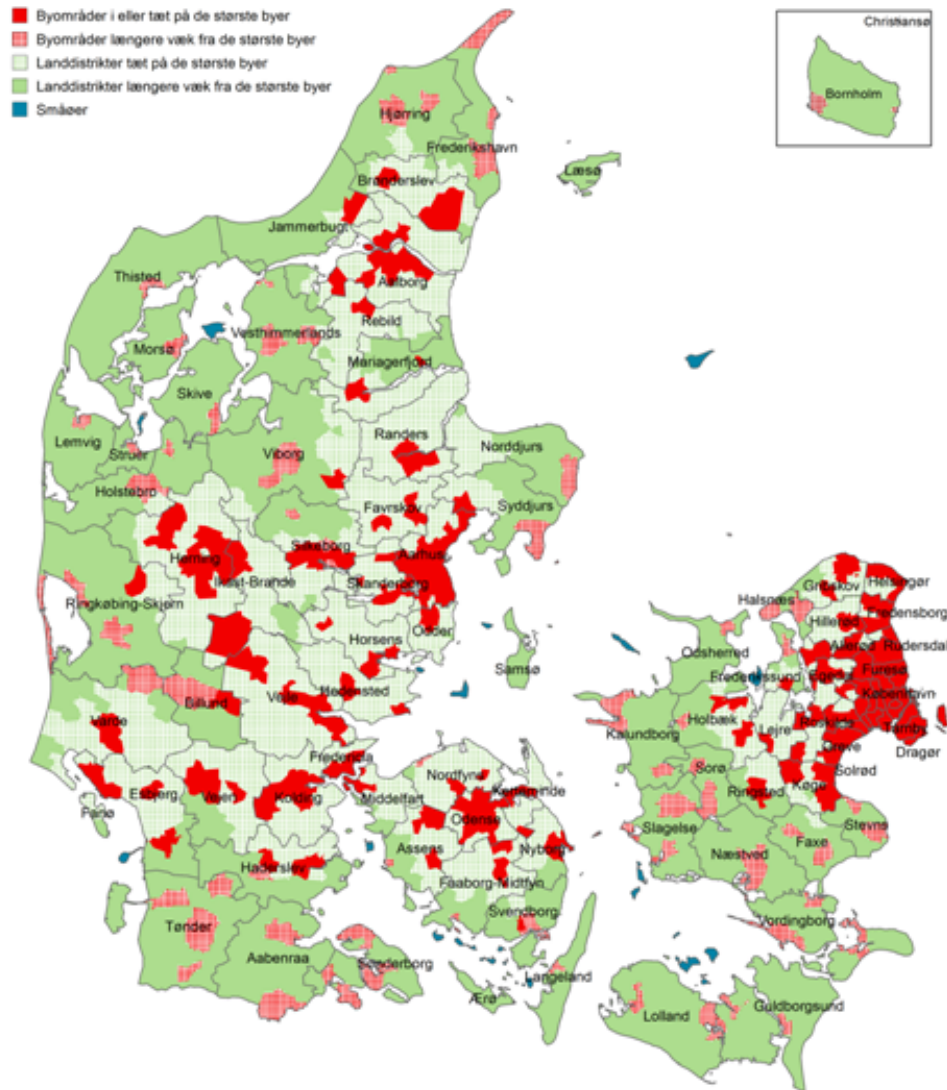 Byområder i eller tæt på de største byer
Byområder længere væk fra de største byer
Landdistrikter tæt på de største byer
Landdistrikter længere væk fra de største byer
Småøer
Christiansø
Bornholm
Hjørring
Frederikshavn
Læsø
Brønderslev
Jammerbugt
Thisted
Aalborg
Rebild
Vesthimmerlands
Morsø
Mariagerfjord
Skive
Lemvig
Struer
Randers
Norddjurs
Viborg
Holstebro
Syddjurs
Favrskov
Herning
Silkeborg
Aarhus
Ikast-Brande
Skanderborg
Ringkøbing-Skjern
Odder
Horsens
Samsø
Hedensted
Billund
Vejle
Varde
Fredericia
Esbjerg
Vejen
Kolding
Middelfart
Fanø
Nordfyns
Kerteminde
Odense
Assens
Nyborg
Haderslev
Faaborg-Midtfyn
Svendborg
Tønder
Aabenraa
Sønderborg
Langeland
Ærø
Gribskov
Helsingør
Halsnæs
Fredensborg
Hillerød
Odsherred
Allerød
Rudersdal
Frederikssund
Egedal
Furesø
København
Kalundborg
Holbæk
Lejre
Roskilde
Tårnby
Greve
Dragør
Sorø
Solrød
Ringsted
Køge
Slagelse
Stevns
Næstved
Faxe
Vordingborg
Lolland
Guldborgsund